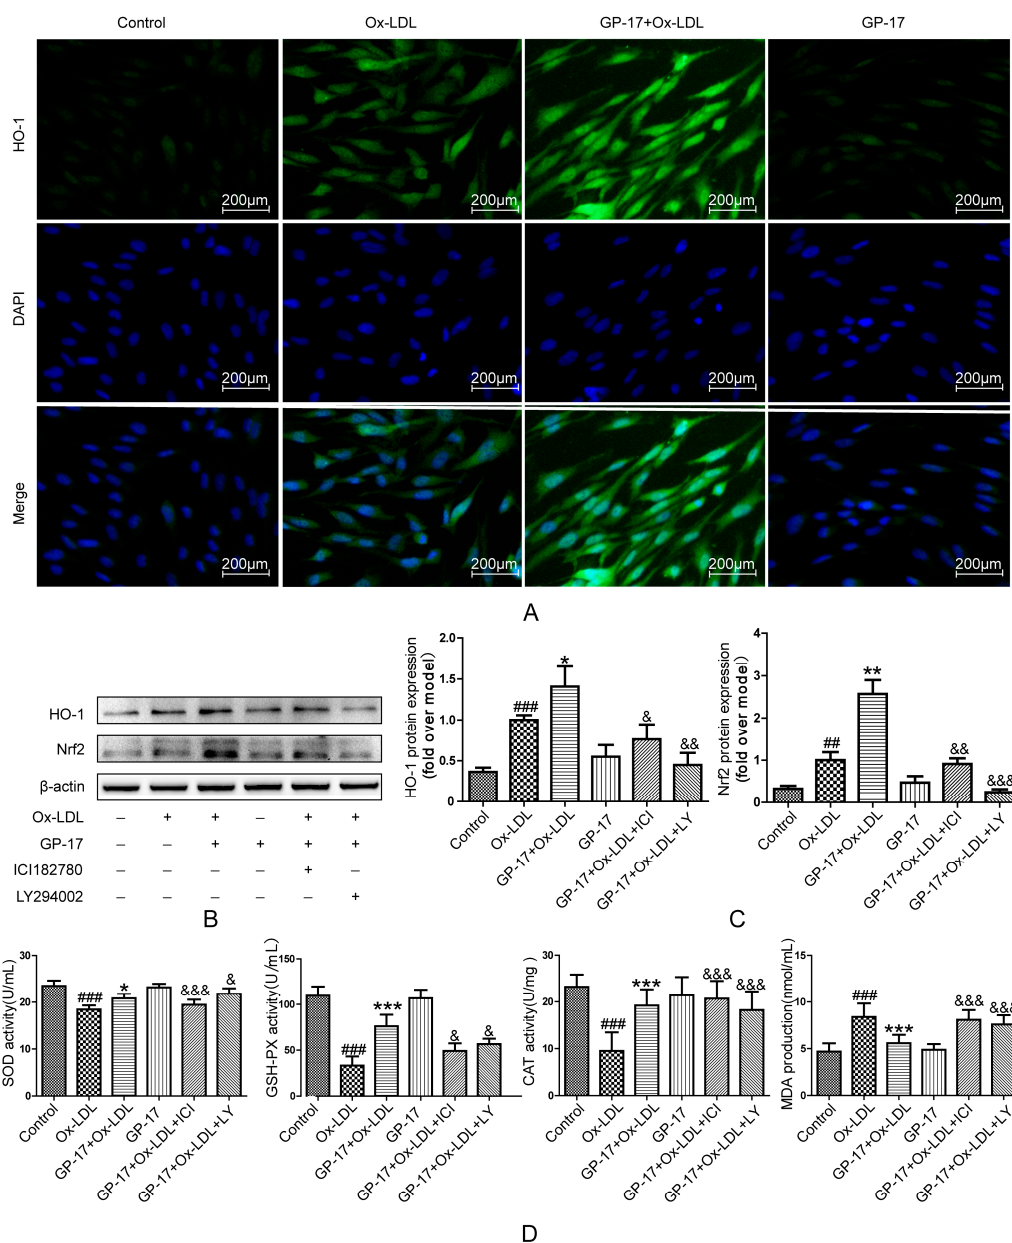 Control Ox-LDL GP-17+Ox-LDL GP-17
HO-1
200μm 200μm 200μm 200μm
DAPI
200μm 200μm 200μm 200μm
Merge
200μm 200μm 200μm 200μm
A
HO-1
Nrf2
β-actin
Ox-LDL – + + – + +
GP-17 – – + + + +
ICI182780 – – – – + –
LY294002 – – – – – +
B
HO-1 protein expression
(fold over model)
2.0
1.5
1.0
0.5
0
###
*
&
&&
Control
Ox-LDL
GP-17+Ox-LDL
GP-17
GP-17+Ox-LDL+ICI
GP-17+Ox-LDL+LY
Nrf2 protein expression
(fold over model)
4
3
2
1
0
##
**
&&
&&&
Control
Ox-LDL
GP-17+Ox-LDL
GP-17
GP-17+Ox-LDL+ICI
GP-17+Ox-LDL+LY
C
SOD activity(U/mL)
30
20
10
0
###
*
&&&
&
Control
Ox-LDL
GP-17+Ox-LDL
GP-17
GP-17+Ox-LDL+ICI
GP-17+Ox-LDL+LY
GSH-PX activity(U/mL)
150
100
50
0
###
***
&
&
Control
Ox-LDL
GP-17+Ox-LDL
GP-17
GP-17+Ox-LDL+ICI
GP-17+Ox-LDL+LY
CAT activity(U/mg )
30
20
10
0
###
***
&&&
&&&
Control
Ox-LDL
GP-17+Ox-LDL
GP-17
GP-17+Ox-LDL+ICI
GP-17+Ox-LDL+LY
MDA production(nmol/mL)
15
10
5
0
###
***
&&&
&&&
Control
Ox-LDL
GP-17+Ox-LDL
GP-17
GP-17+Ox-LDL+ICI
GP-17+Ox-LDL+LY
D